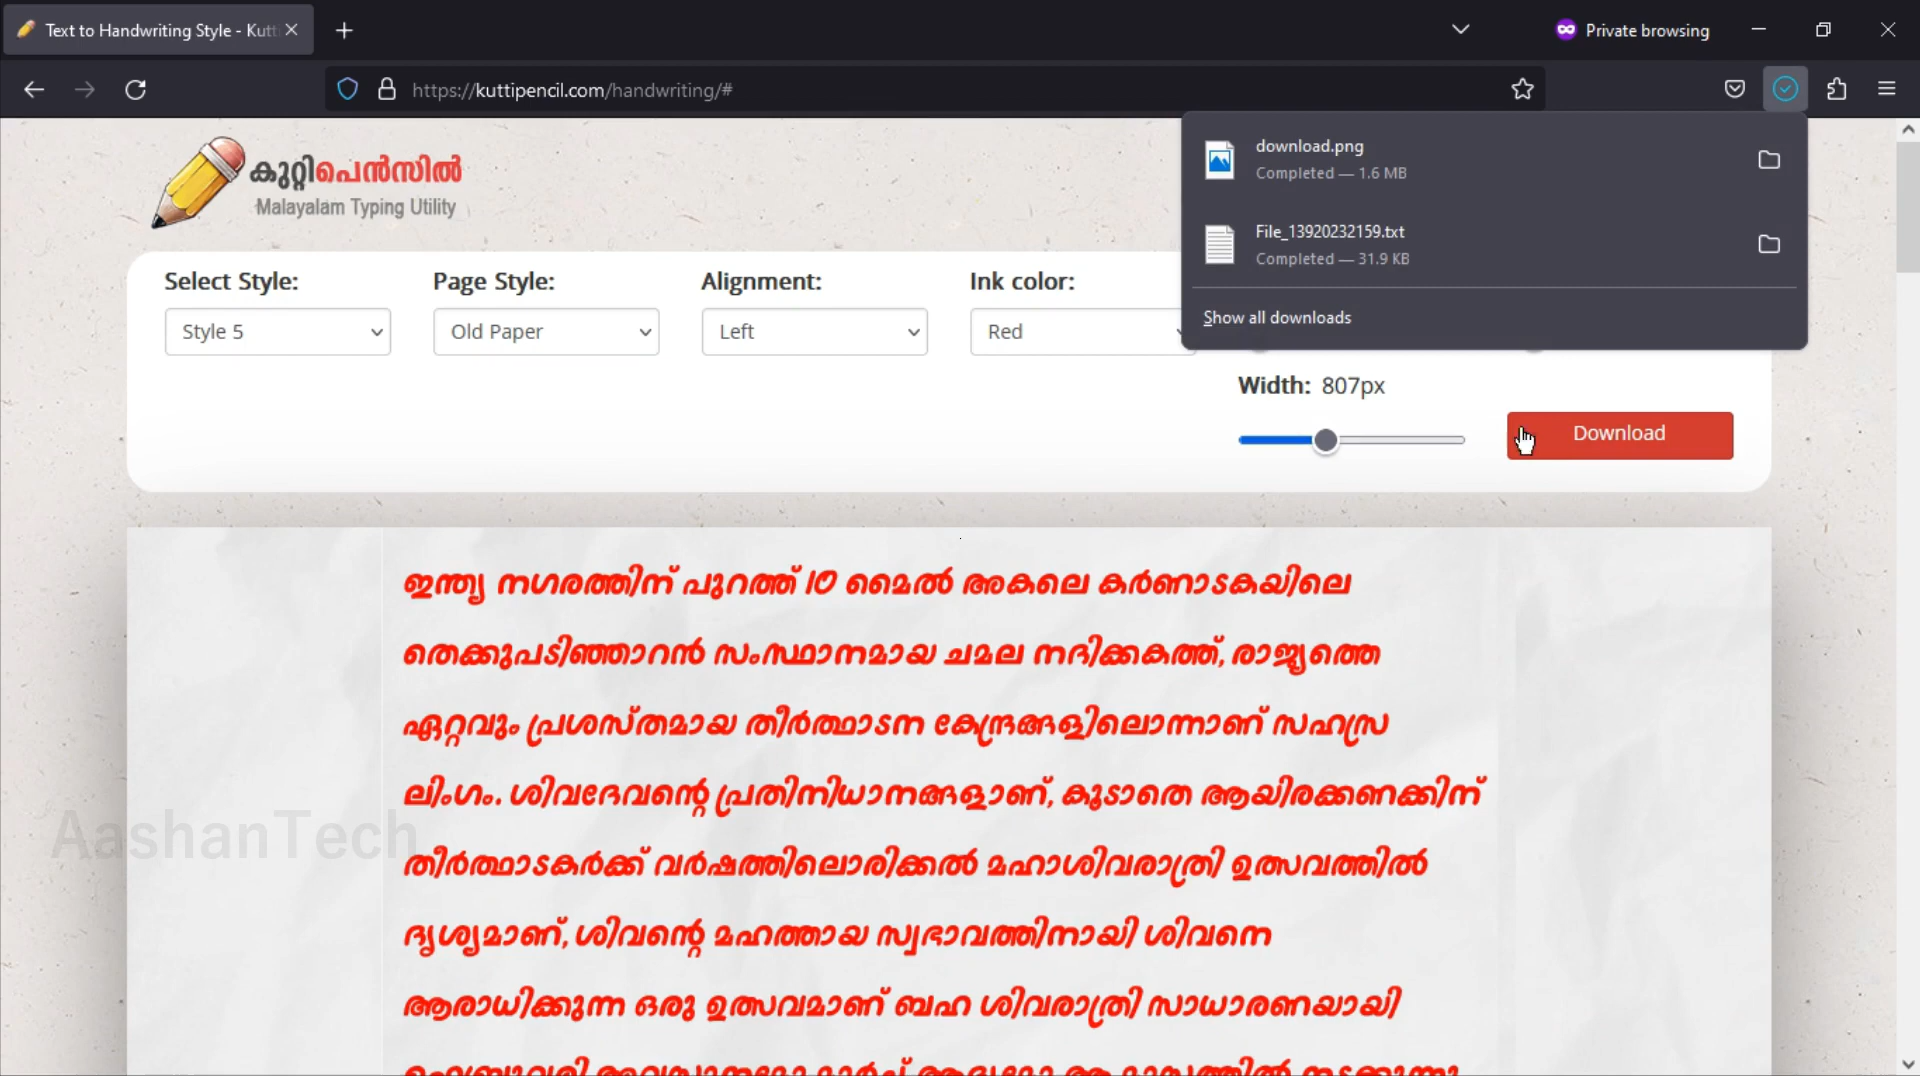 Text to Handwriting Style - Kutti
Private browsing
https://kuttipencil.com/handwriting/#
download.png
Completed — 1.6 MB
File_13920232159.txt
Completed — 31.9 KB
Show all downloads
കുറ്റിപെൻസിൽ
Malayalam Typing Utility
Select Style:
Page Style:
Alignment:
Ink color:
Style 5
Old Paper
Left
Red
Width: 807px
Download
ഇന്ത്യ നഗരത്തിന് പുറത്ത് 10 മൈൽ അകലെ കർണാടകയിലെ
തെക്കുപടിഞ്ഞാറൻ സംസ്ഥാനമായ ചമല നദിക്കകത്ത്, രാജ്യത്തെ
ഏറ്റവും പ്രശസ്തമായ തീർത്ഥാടന കേന്ദ്രങ്ങളിലൊന്നാണ് സഹസ്ര
ലിംഗം. ശിവദേവന്റെ പ്രതിനിധാനങ്ങളാണ്, കൂടാതെ ആയിരക്കണക്കിന്
AashanTech
തീർത്ഥാടകർക്ക് വർഷത്തിലൊരിക്കൽ മഹാശിവരാത്രി ഉത്സവത്തിൽ
ദൃശ്യമാണ്, ശിവന്റെ മഹത്തായ സ്വഭാവത്തിനായി ശിവനെ
ആരാധിക്കുന്ന ഒരു ഉത്സവമാണ് ബഹ ശിവരാത്രി സാധാരണയായി